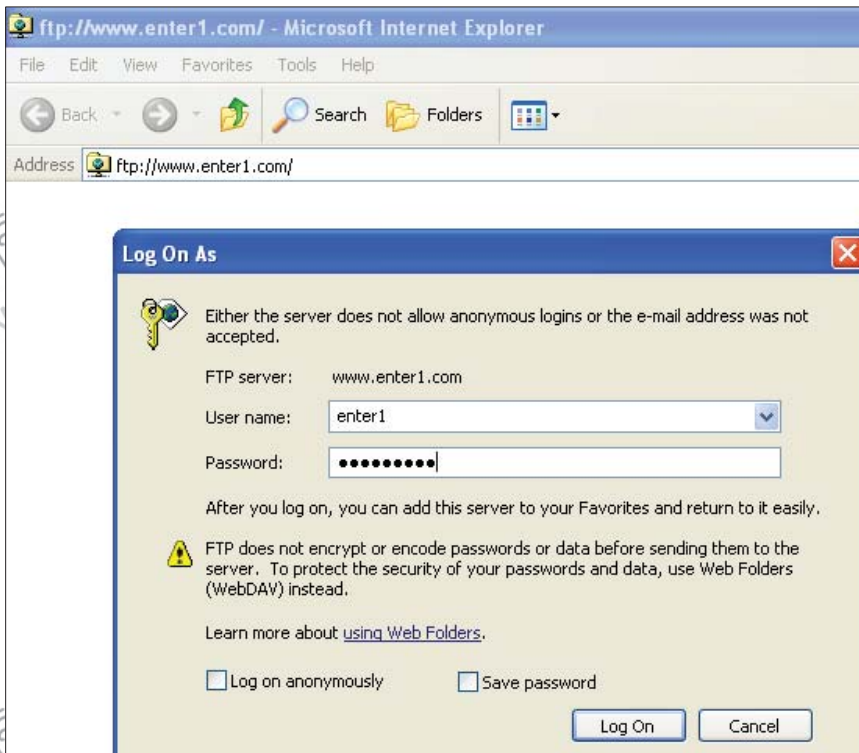 ftp://www.enter1.com/ - Microsoft Internet Explorer
File Edit View Favorites Tools Help
Back Search Folders
Address ftp://www.enter1.com/
Log On As
Either the server does not allow anonymous logins or the e-mail address was not
accepted.
FTP server: www.enter1.com
User name: enter1
Password: ●●●●●●●●●
After you log on, you can add this server to your Favorites and return to it easily.
FTP does not encrypt or encode passwords or data before sending them to the
server. To protect the security of your passwords and data, use Web Folders
(WebDAV) instead.
Learn more about using Web Folders.
Log on anonymously Save password
Log On Cancel